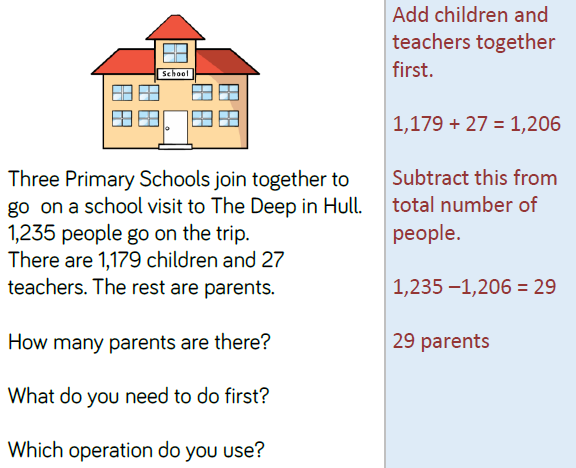 School
Three Primary Schools join together to
go on a school visit to The Deep in Hull.
1,235 people go on the trip.
There are 1,179 children and 27
teachers. The rest are parents.
How many parents are there?
What do you need to do first?
Which operation do you use?
Add children and
teachers together
first.
1,179 + 27 = 1,206
Subtract this from
total number of
people.
1,235 –1,206 = 29
29 parents